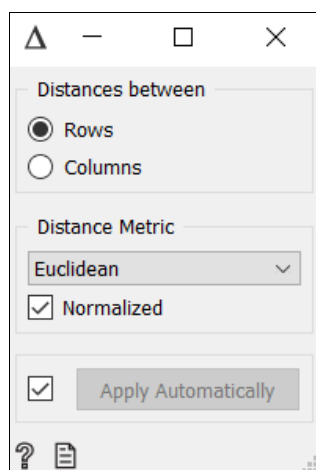 Distances between
Rows
Columns
Distance Metric
Euclidean
Normalized
Apply Automatically